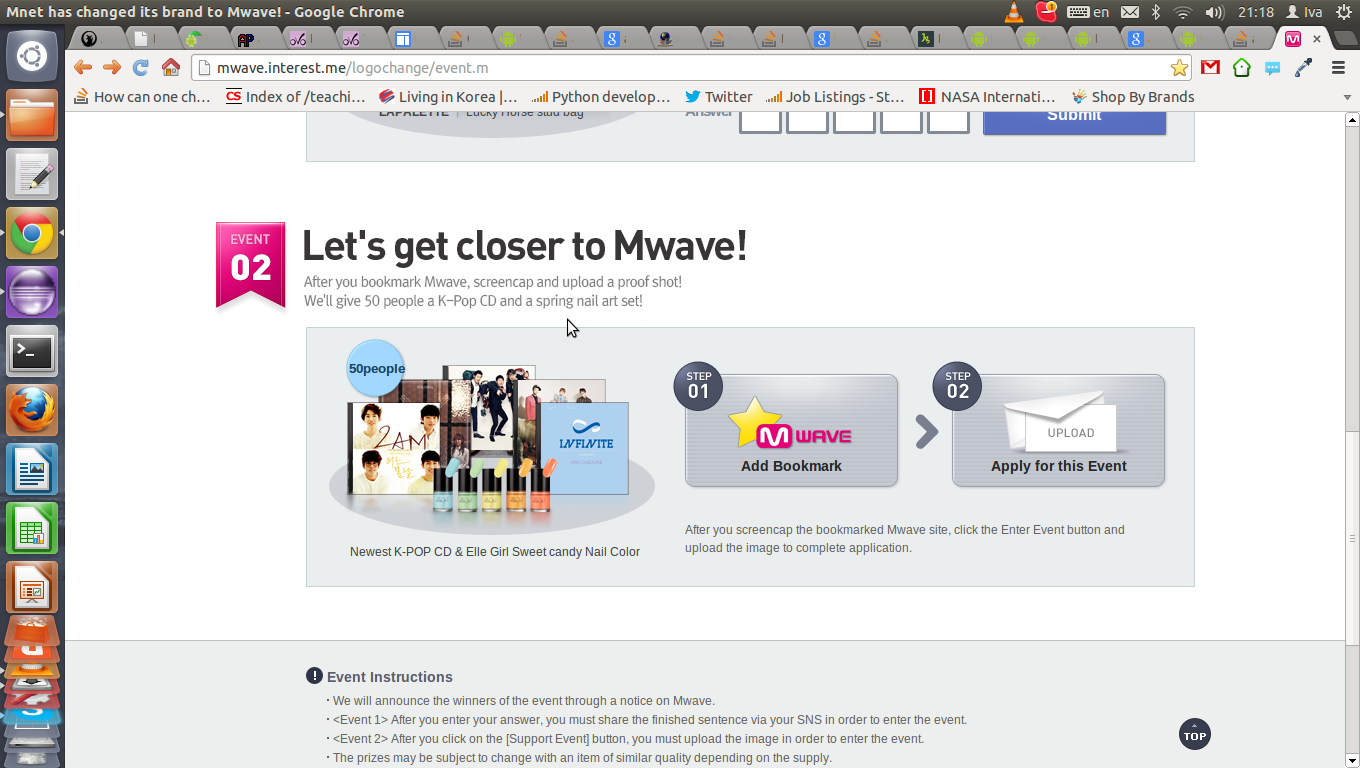 Mnet has changed its brand to Mwave! - Google Chrome
en
21:18
Iva
mwave.interest.me/logochange/event.m
How can one ch...
Index of /teachi...
Living in Korea |...
Python develop...
Twitter
Job Listings - St...
NASA Internati...
Shop By Brands
LAPALETTE | Lucky Horse stud bag
Answer
Submit
EVENT
02
Let's get closer to Mwave!
After you bookmark Mwave, screencap and upload a proof shot!
We'll give 50 people a K-Pop CD and a spring nail art set!
50people
2AM
INFINITE
Newest K-POP CD & Elle Girl Sweet candy Nail Color
STEP
01
M WAVE
Add Bookmark
STEP
02
UPLOAD
Apply for this Event
After you screencap the bookmarked Mwave site, click the Enter Event button and
upload the image to complete application.
Event Instructions
· We will announce the winners of the event through a notice on Mwave.
· <Event 1> After you enter your answer, you must share the finished sentence via your SNS in order to enter the event.
· <Event 2> After you click on the [Support Event] button, you must upload the image in order to enter the event.
· The prizes may be subject to change with an item of similar quality depending on the supply.
TOP